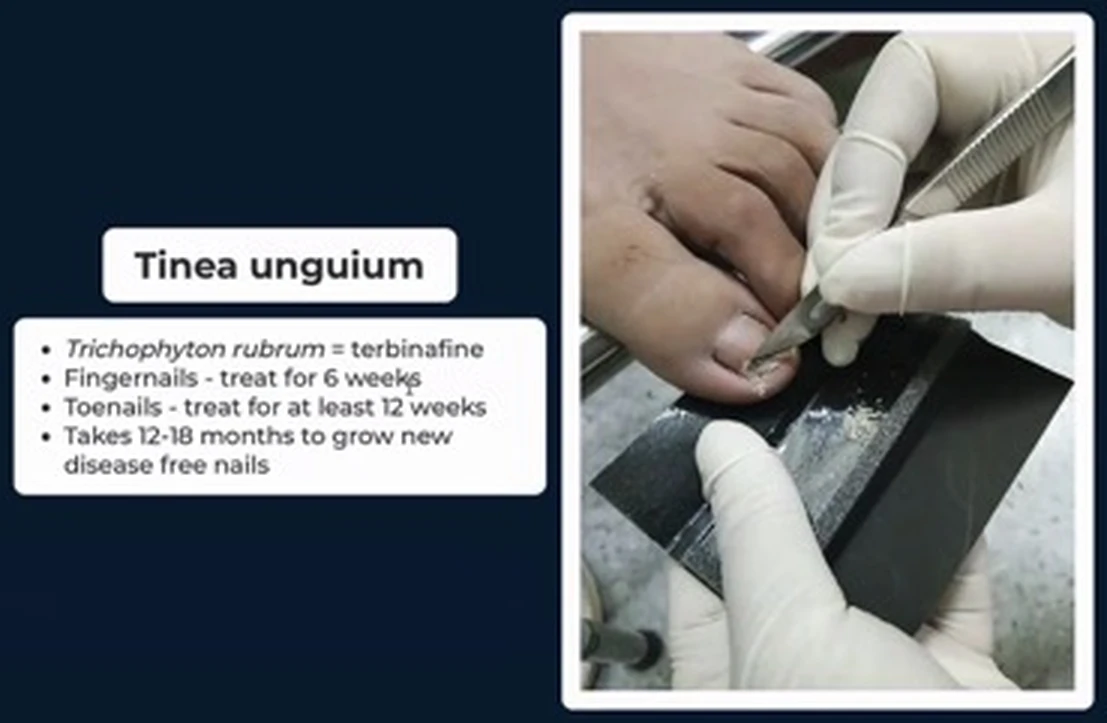 Tinea unguium
• Trichophyton rubrum = terbinafine
• Fingernails - treat for 6 weeks
• Toenails - treat for at least 12 weeks
• Takes 12-18 months to grow new
disease free nails